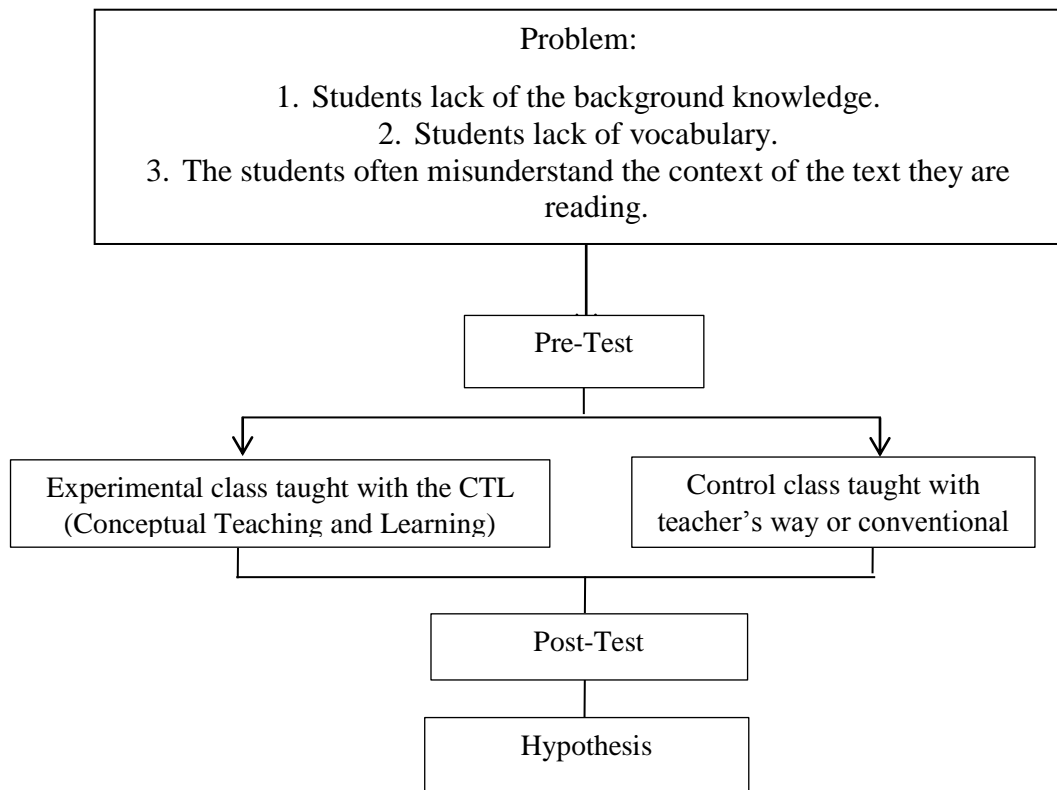 Problem:
1. Students lack of the background knowledge.
2. Students lack of vocabulary.
3. The students often misunderstand the context of the text they are
reading.
Pre-Test
Experimental class taught with the CTL
(Conceptual Teaching and Learning)
Control class taught with
teacher’s way or conventional
Post-Test
Hypothesis